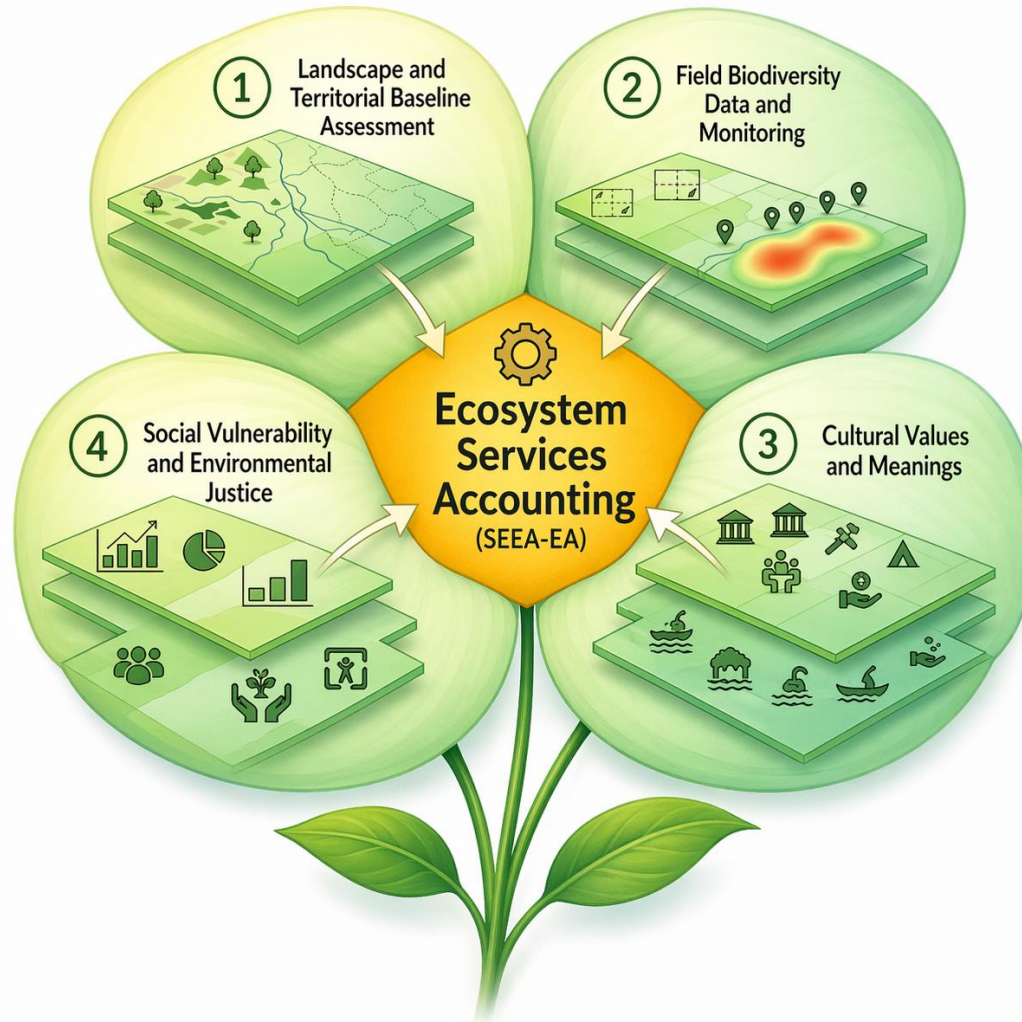 1
Landscape and
Territorial Baseline
Assessment
2
Field Biodiversity
Data and
Monitoring
Ecosystem
Services
Accounting
(SEEA-EA)
4
Social Vulnerability
and Environmental
Justice
3
Cultural Values
and Meanings